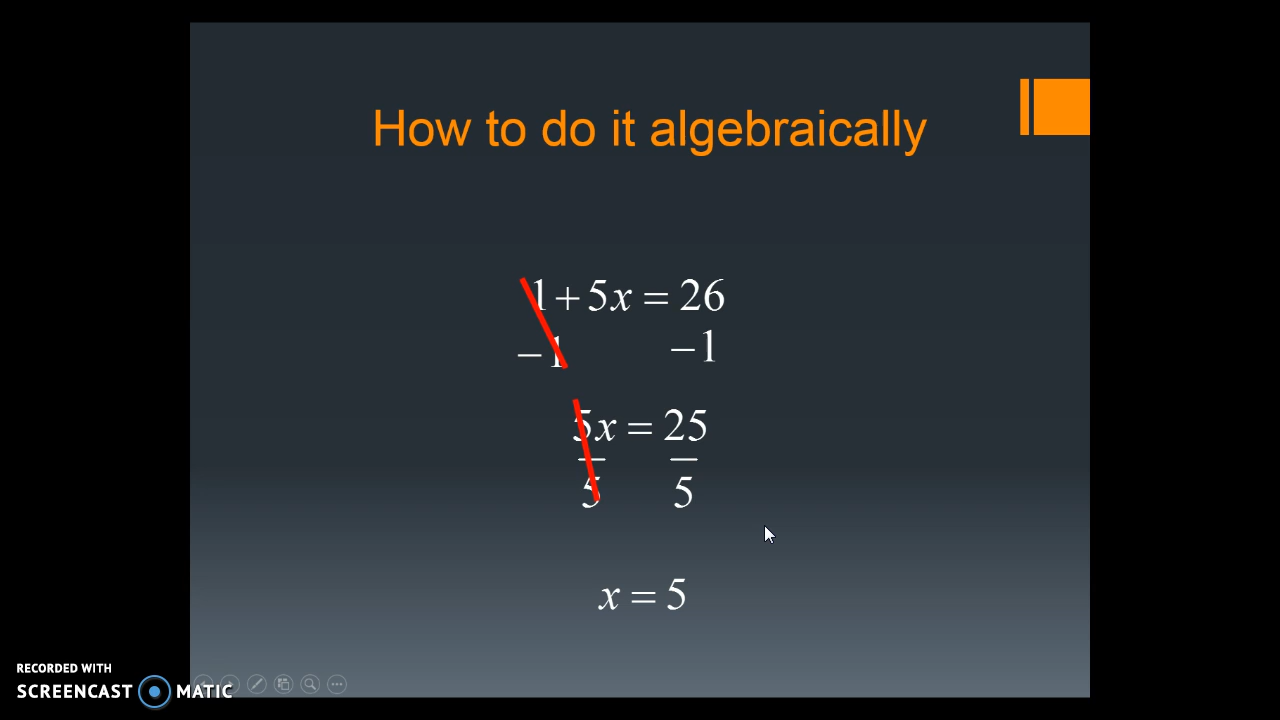 How to do it algebraically
1 + 5x = 26
−1 −1
5x = 25
5 5
x = 5
RECORDED WITH
SCREENCAST MATIC